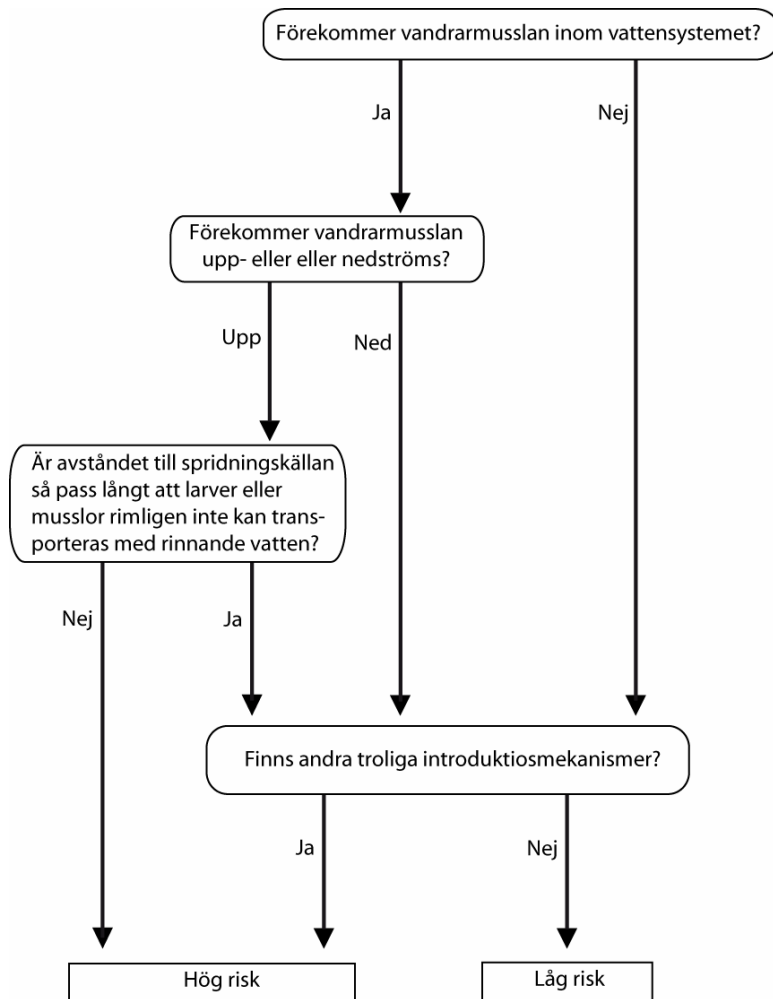 Förekommer vandrarmusslan inom vattensystemet?
Ja
Nej
Förekommer vandrarmusslan
upp- eller eller nedströms?
Upp
Ned
Är avståndet till spridningskällan
så pass långt att larver eller
musslor rimligen inte kan trans-
porteras med rinnande vatten?
Nej
Ja
Finns andra troliga introduktiosmekanismer?
Ja
Nej
Hög risk
Låg risk